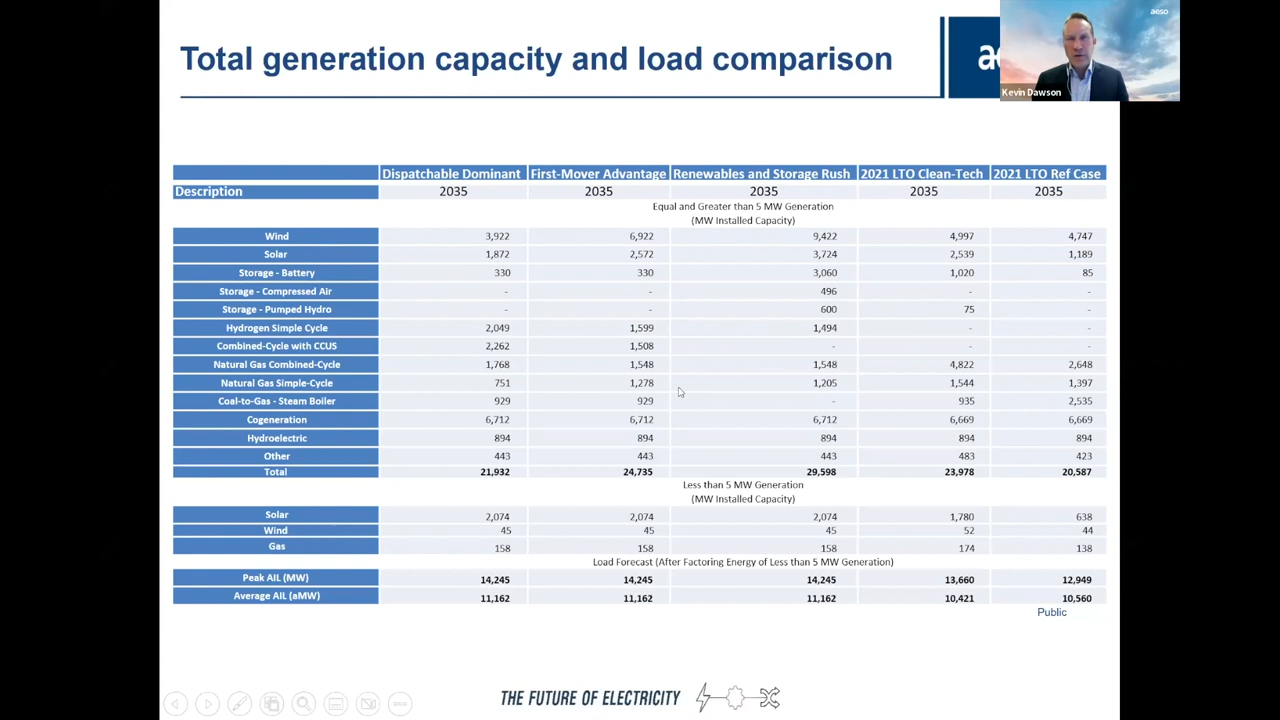 Total generation capacity and load comparison
aeso
Kevin Dawson
Dispatchable Dominant First-Mover Advantage Renewables and Storage Rush 2021 LTO Clean-Tech 2021 LTO Ref Case
Description 2035 2035 2035 2035 2035
Equal and Greater than 5 MW Generation
(MW Installed Capacity)
Wind 3,922 6,922 9,422 4,997 4,747
Solar 1,872 2,572 3,724 2,539 1,189
Storage - Battery 330 330 3,060 1,020 85
Storage - Compressed Air - - 496 - -
Storage - Pumped Hydro - - 600 75 -
Hydrogen Simple Cycle 2,049 1,599 1,494 - -
Combined-Cycle with CCUS 2,262 1,508 - - -
Natural Gas Combined-Cycle 1,768 1,548 1,548 4,822 2,648
Natural Gas Simple-Cycle 751 1,278 1,205 1,544 1,397
Coal-to-Gas - Steam Boiler 929 929 - 935 2,535
Cogeneration 6,712 6,712 6,712 6,669 6,669
Hydroelectric 894 894 894 894 894
Other 443 443 443 483 423
Total 21,932 24,735 29,598 23,978 20,587
Less than 5 MW Generation
(MW Installed Capacity)
Solar 2,074 2,074 2,074 1,780 638
Wind 45 45 45 52 44
Gas 158 158 158 174 138
Load Forecast (After Factoring Energy of Less than 5 MW Generation)
Peak AIL (MW) 14,245 14,245 14,245 13,660 12,949
Average AIL (aMW) 11,162 11,162 11,162 10,421 10,560
Public
THE FUTURE OF ELECTRICITY